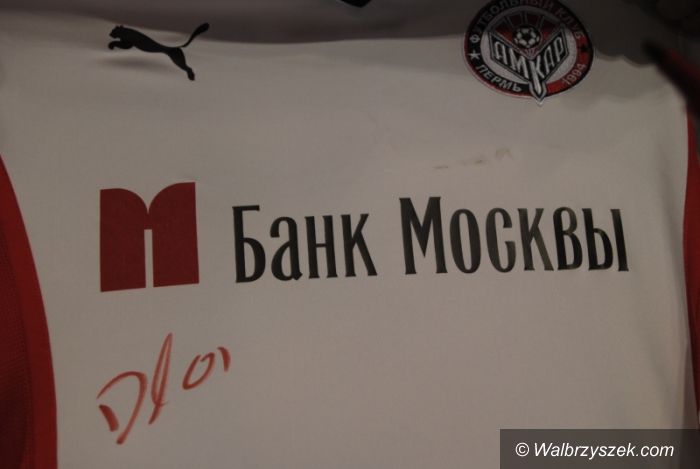 ФУТБОЛЬНЫЙ КЛУБ
АМКАР
ПЕРМЬ 1994
Банк Москвы
© Walbrzyszek.com